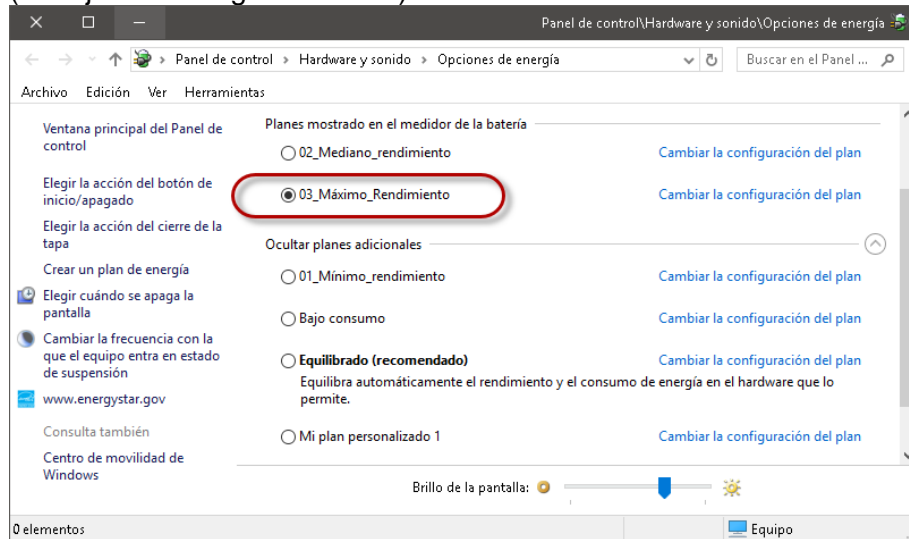 Panel de control\Hardware y sonido\Opciones de energía
Panel de control > Hardware y sonido > Opciones de energía
Buscar en el Panel ...
Archivo Edición Ver Herramientas
Ventana principal del Panel de
control
Elegir la acción del botón de
inicio/apagado
Elegir la acción del cierre de la
tapa
Crear un plan de energía
Elegir cuándo se apaga la
pantalla
Cambiar la frecuencia con la
que el equipo entra en estado
de suspensión
www.energystar.gov
Consulta también
Centro de movilidad de
Windows
Planes mostrado en el medidor de la batería
02_Mediano_rendimiento Cambiar la configuración del plan
03_Máximo_Rendimiento Cambiar la configuración del plan
Ocultar planes adicionales
01_Mínimo_rendimiento Cambiar la configuración del plan
Bajo consumo Cambiar la configuración del plan
Equilibrado (recomendado) Cambiar la configuración del plan
Equilibra automáticamente el rendimiento y el consumo de energía en el hardware que lo
permite.
Mi plan personalizado 1 Cambiar la configuración del plan
Brillo de la pantalla:
0 elementos
Equipo